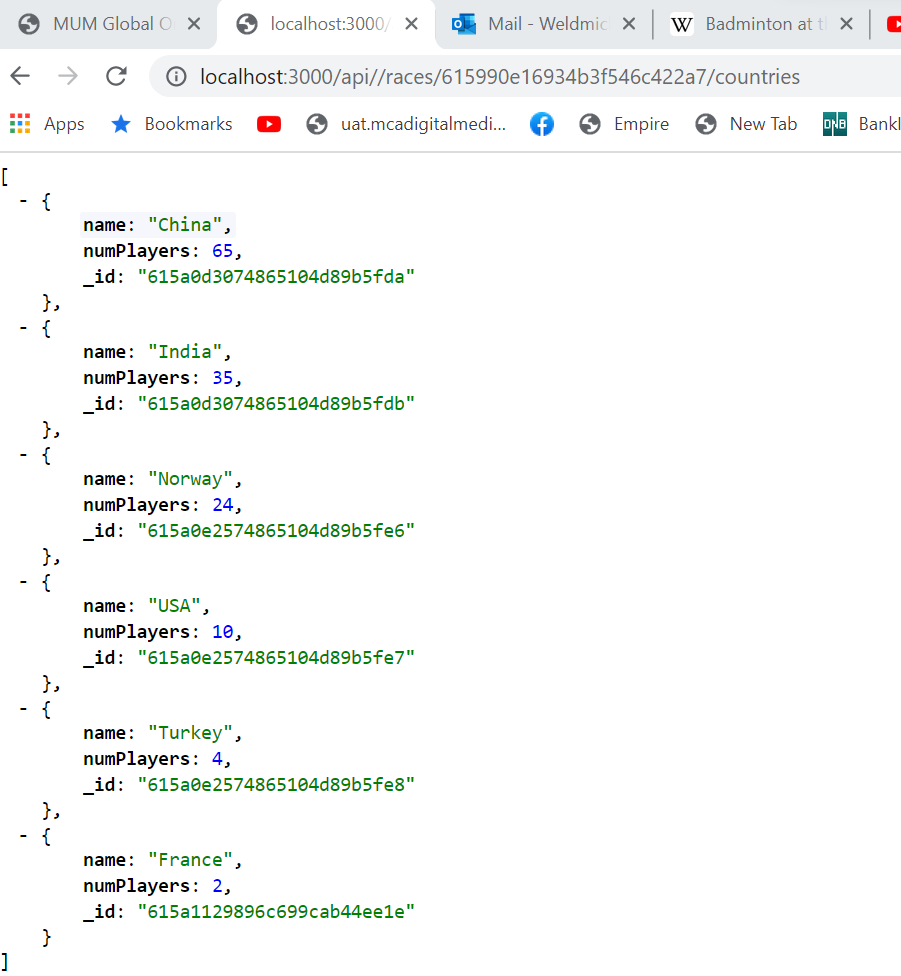 MUM Global O
localhost:3000/
Mail - Weldmic
W
Badminton at t
localhost:3000/api//races/615990e16934b3f546c422a7/countries
Apps
Bookmarks
uat.mcadigitalmedi...
Empire
New Tab
DNB
Bankl
[
- {
name: "China",
numPlayers: 65,
_id: "615a0d3074865104d89b5fda"
},
- {
name: "India",
numPlayers: 35,
_id: "615a0d3074865104d89b5fdb"
},
- {
name: "Norway",
numPlayers: 24,
_id: "615a0e2574865104d89b5fe6"
},
- {
name: "USA",
numPlayers: 10,
_id: "615a0e2574865104d89b5fe7"
},
- {
name: "Turkey",
numPlayers: 4,
_id: "615a0e2574865104d89b5fe8"
},
- {
name: "France",
numPlayers: 2,
_id: "615a1129896c699cab44ee1e"
}
]